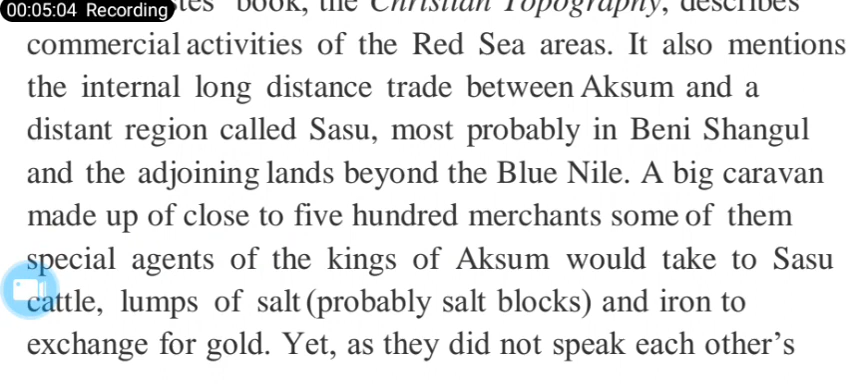 00:05:04 Recording
book, the Christian Topography, describes
commercial activities of the Red Sea areas. It also mentions
the internal long distance trade between Aksum and a
distant region called Sasu, most probably in Beni Shangul
and the adjoining lands beyond the Blue Nile. A big caravan
made up of close to five hundred merchants some of them
special agents of the kings of Aksum would take to Sasu
cattle, lumps of salt (probably salt blocks) and iron to
exchange for gold. Yet, as they did not speak each other’s